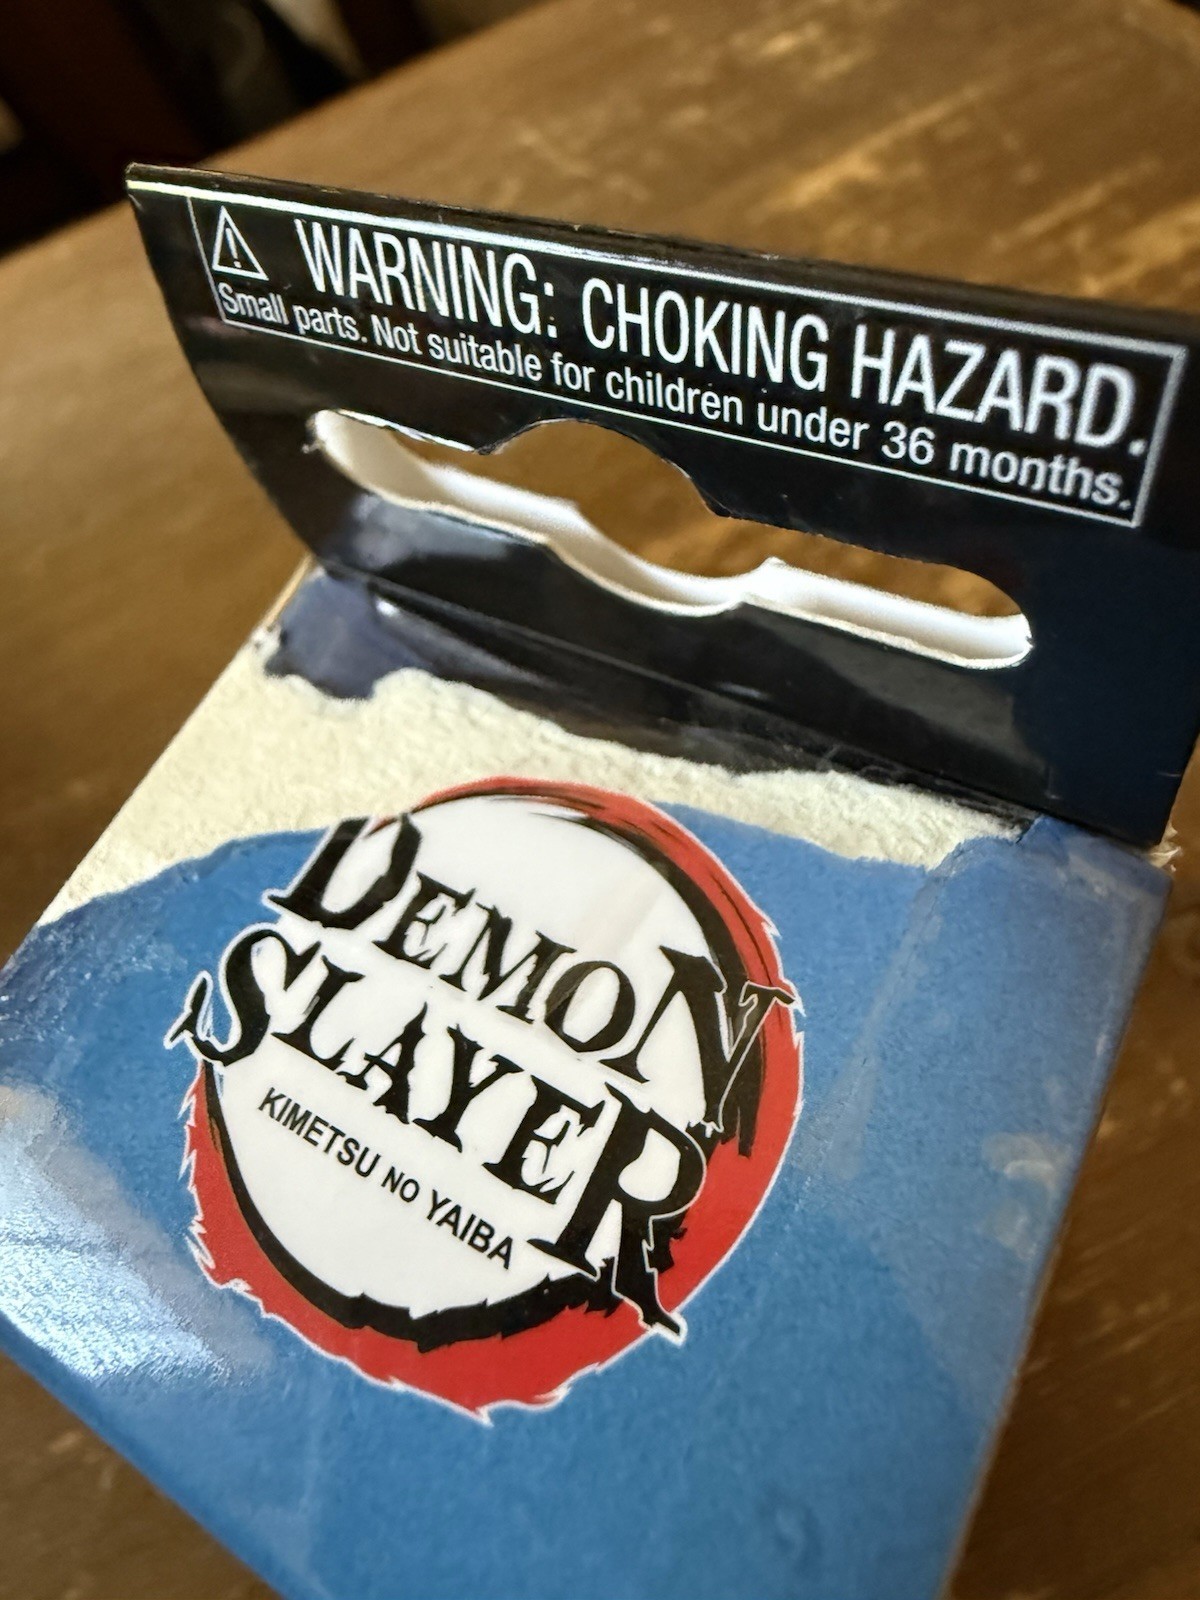 WARNING: CHOKING HAZARD.
Small parts. Not suitable for children under 36 months.
DEMON
SLAYER
KIMETSU NO YAIBA